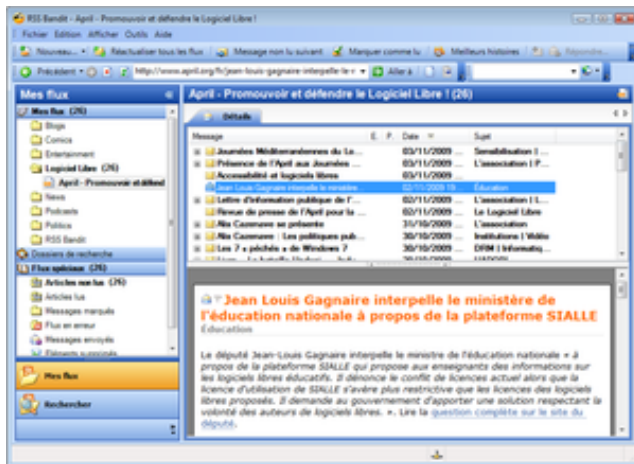 RSS Bandit - April - Promouvoir et défendre le Logiciel Libre !
Fichier Edition Afficher Outils Aide
Nouveau... Réactualiser tous les flux Message non lu suivant Marquer comme lu Meilleurs histoires Répondre...
Précédent http://www.april.org/fr/jean-louis-gagnaire-interpelle-le- Aller à
Mes flux
April - Promouvoir et défendre le Logiciel Libre ! (26)
Mes flux (26)
Blogs
Comics
Entertainment
Logiciel Libre (26)
April - Promouvoir et défend
News
Podcasts
Politics
RSS Bandit
Dossiers de recherche
Flux spéciaux (26)
Articles non lus (26)
Articles lus
Messages marqués
Flux en erreur
Messages envoyés
Eléments supprimés
Mes flux
Rechercher
Détails
Message E. P. Date Sujet
Journées Méditerranéennes du Lo... 03/11/2009 ... Sensibilisation | ...
Présence de l'April aux Journées ... 03/11/2009 ... L'association | P...
Accessibilité et logiciels libres 03/11/2009 ...
Jean Louis Gagnaire interpelle le ministère... 02/11/2009 19... Éducation
Lettre d'information publique de l'... 02/11/2009 ... L'association | L...
Revue de presse de l'April pour la ... 02/11/2009 ... Le Logiciel Libre
Alix Cazenave se présente 31/10/2009 ... L'association
Alix Cazenave : Les politiques pub... 30/10/2009 ... Institutions | Vidéo
Les 7 « péchés » de Windows 7 30/10/2009 ... DRM | Informatiq...
Jean Louis Gagnaire interpelle le ministère de
l'éducation nationale à propos de la plateforme SIALLE
Éducation
Le député Jean-Louis Gagnaire interpelle le ministre de l'éducation nationale « à
propos de la plateforme SIALLE qui propose aux enseignants des informations sur
les logiciels libres éducatifs. Il dénonce le conflit de licences actuel alors que la
licence d'utilisation de SIALLE s'avère plus restrictive que les licences des logiciels
libres proposés. Il demande au gouvernement d'apporter une solution respectant la
volonté des auteurs de logiciels libres. ». Lire la question complète sur le site du
député.